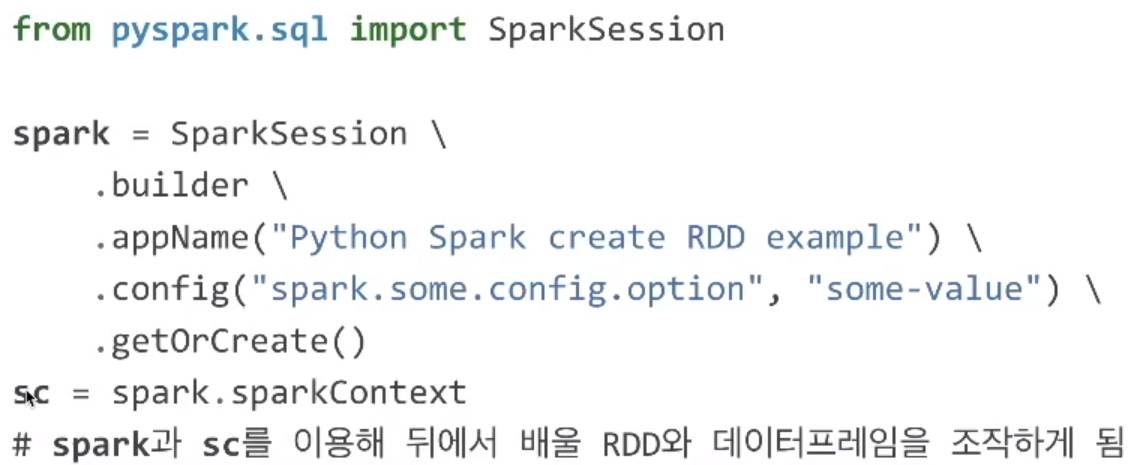 from pyspark.sql import SparkSession
spark = SparkSession \
.builder \
.appName("Python Spark create RDD example") \
.config("spark.some.config.option", "some-value") \
.getOrCreate()
sc = spark.sparkContext
# spark과 sc를 이용해 뒤에서 배울 RDD와 데이터프레임을 조작하게 됨